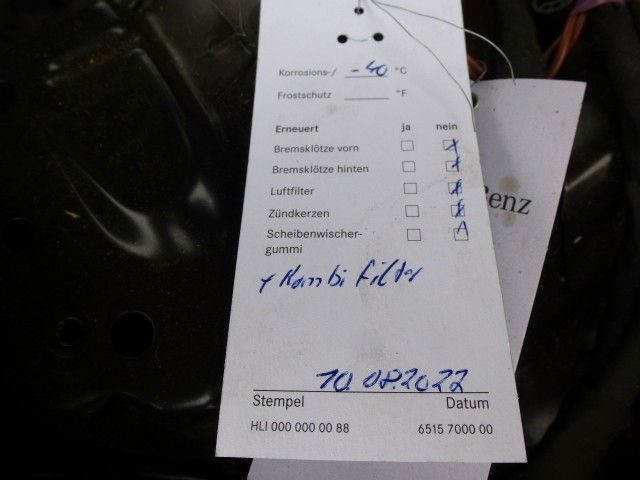 Korrosions-/ -40 °C
Frostschutz °F
Erneuert ja nein
Bremsklötze vorn
Bremsklötze hinten
Luftfilter
Zündkerzen
Scheibenwischer-
gummi
+ Kombi Filter
10.08.2022
Stempel Datum
HLI 000 000 00 88 6515 7000 00
Benz